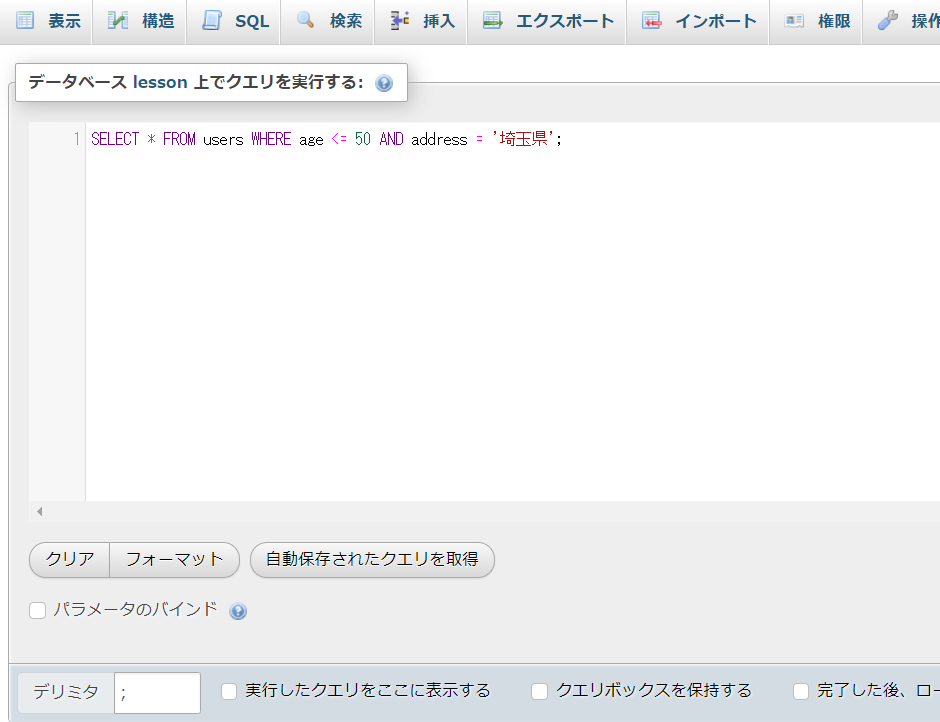 表示 構造 SQL 検索 挿入 エクスポート インポート 権限 操作
データベース lesson 上でクエリを実行する:
1 SELECT * FROM users WHERE age <= 50 AND address = '埼玉県';
クリア フォーマット 自動保存されたクエリを取得
パラメータのバインド
デリミタ ; 実行したクエリをここに表示する クエリボックスを保持する 完了した後、ロー